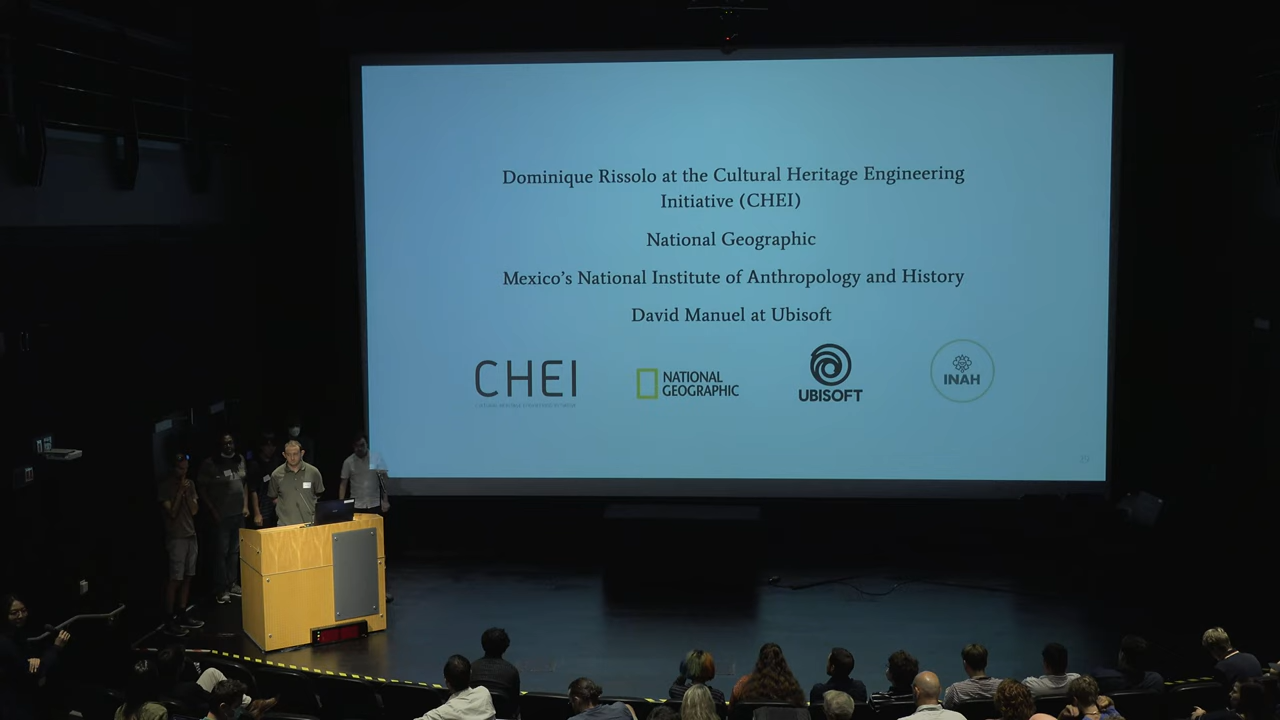 Dominique Rissolo at the Cultural Heritage Engineering
Initiative (CHEI)
National Geographic
Mexico’s National Institute of Anthropology and History
David Manuel at Ubisoft
CHEI
NATIONAL
GEOGRAPHIC
UBISOFT
INAH